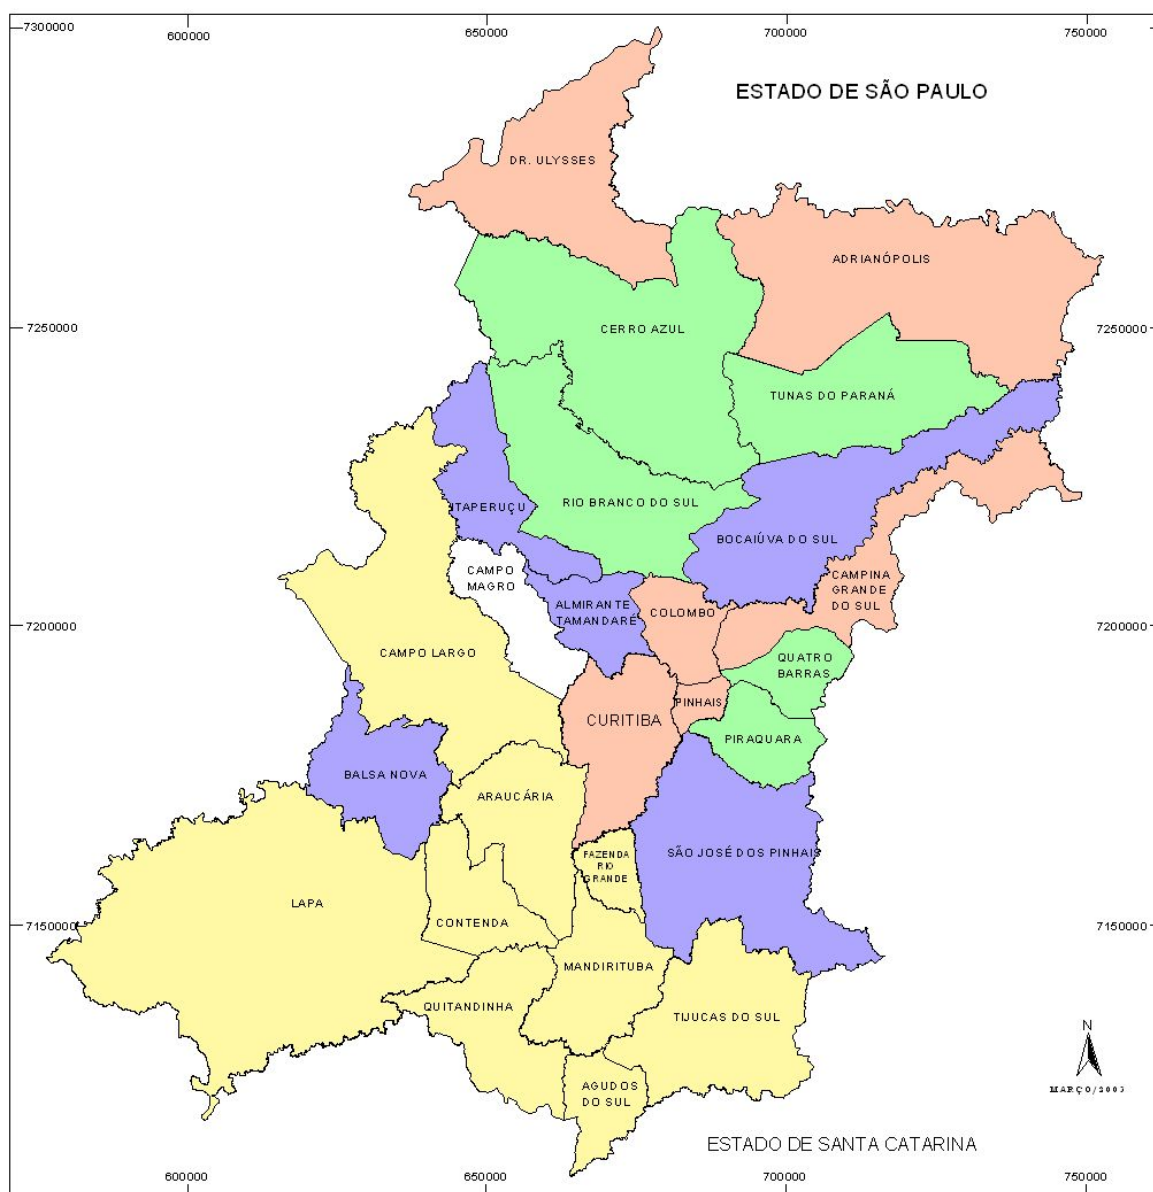 7300000
600000
650000
700000
750000
ESTADO DE SÃO PAULO
DR. ULYSSES
ADRIANÓPOLIS
7250000
CERRO AZUL
7250000
TUNAS DO PARANÁ
ITAPERUÇU
RIO BRANCO DO SUL
BOCAIÚVA DO SUL
CAMPO
MAGRO
CAMPINA
GRANDE
DO SUL
ALMIRANTE
TAMANDARÉ
COLOMBO
7200000
7200000
CAMPO LARGO
QUATRO
BARRAS
PINHAIS
CURITIBA
PIRAQUARA
BALSA NOVA
ARAUCÁRIA
FAZENDA
RIO
GRANDE
SÃO JOSÉ DOS PINHAIS
LAPA
CONTENDA
7150000
7150000
MANDIRITUBA
QUITANDINHA
TIJUCAS DO SUL
N
AGUDOS
DO SUL
MARÇO/2003
ESTADO DE SANTA CATARINA
600000
650000
700000
750000